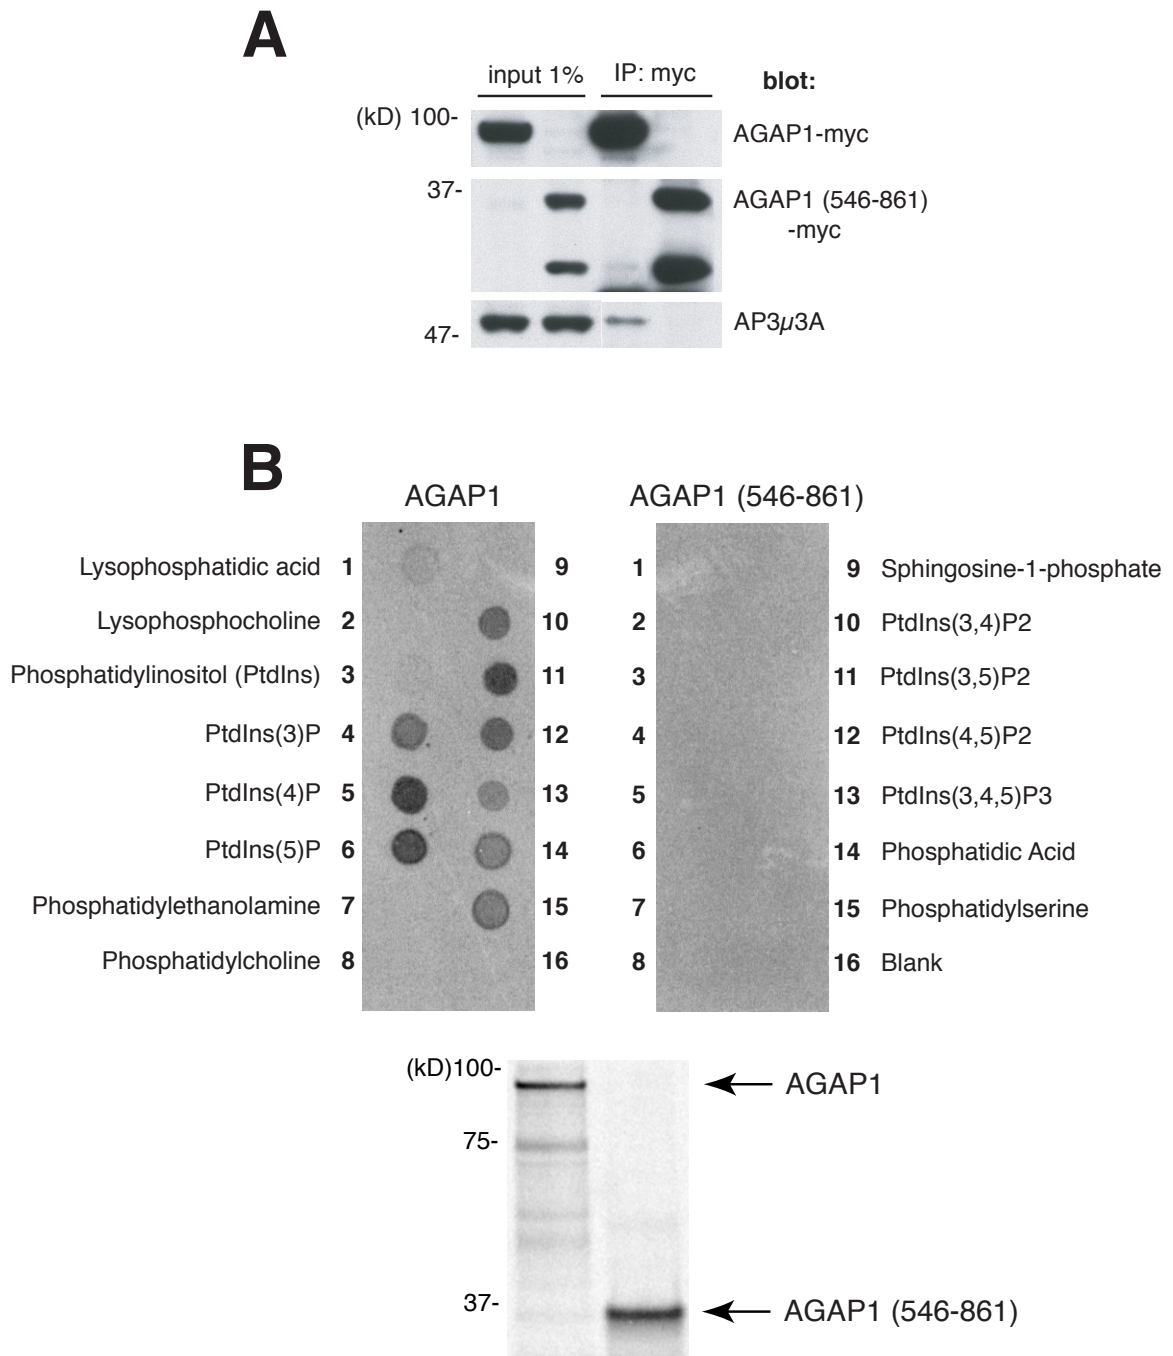 A
input 1% IP: myc blot:
(kD) 100- AGAP1-myc
37- AGAP1 (546-861)
-myc
AP3µ3A
47-
B
AGAP1 AGAP1 (546-861)
Lysophosphatidic acid 1 9 1 9 Sphingosine-1-phosphate
Lysophosphocholine 2 10 2 10 PtdIns(3,4)P2
Phosphatidylinositol (PtdIns) 3 11 3 11 PtdIns(3,5)P2
PtdIns(3)P 4 12 4 12 PtdIns(4,5)P2
PtdIns(4)P 5 13 5 13 PtdIns(3,4,5)P3
PtdIns(5)P 6 14 6 14 Phosphatidic Acid
Phosphatidylethanolamine 7 15 7 15 Phosphatidylserine
Phosphatidylcholine 8 16 8 16 Blank
(kD)100- AGAP1
75-
37- AGAP1 (546-861)